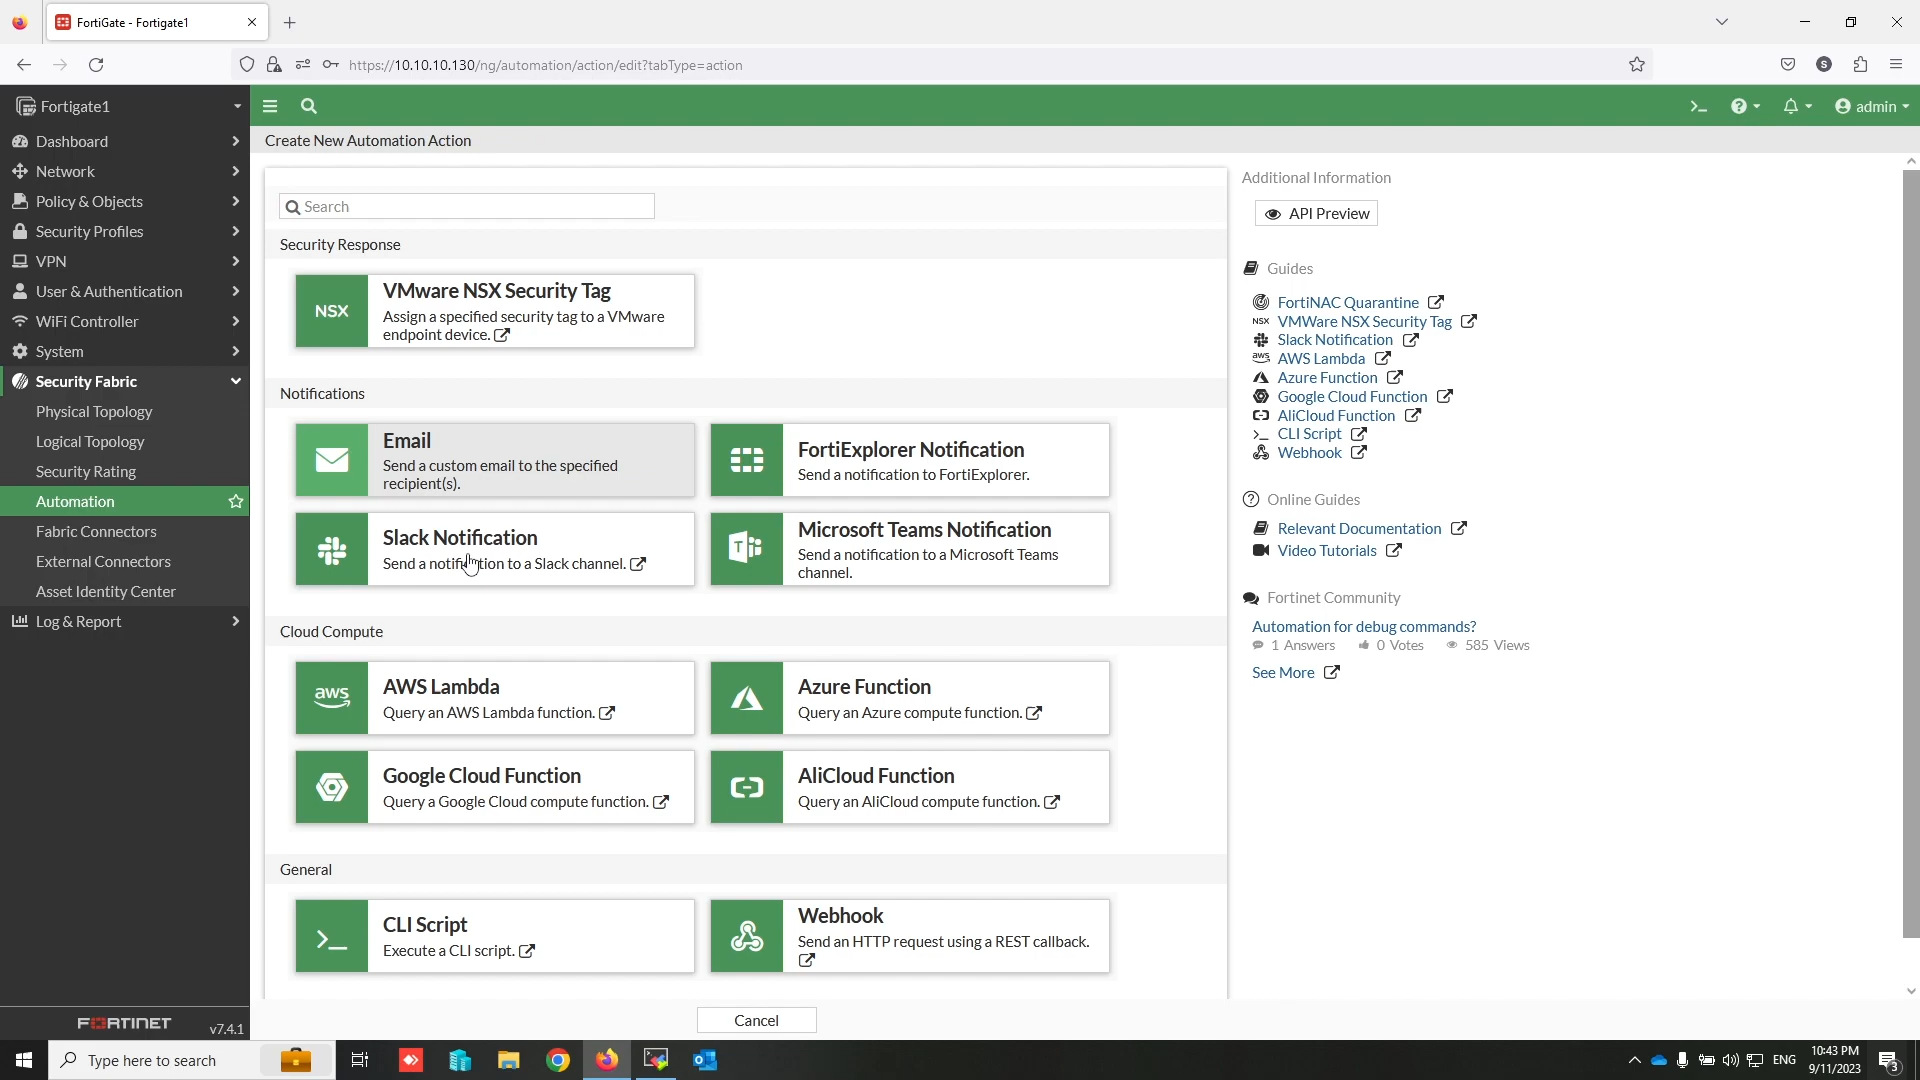 FortiGate - Fortigate1
https://10.10.10.130/ng/automation/action/edit?tabType=action
S
Fortigate1
admin
Dashboard
Network
Policy & Objects
Security Profiles
VPN
User & Authentication
WiFi Controller
System
Security Fabric
Physical Topology
Logical Topology
Security Rating
Automation
Fabric Connectors
External Connectors
Asset Identity Center
Log & Report
FORTINET
v7.4.1
Create New Automation Action
Search
Security Response
NSX
VMware NSX Security Tag
Assign a specified security tag to a VMware
endpoint device.
Notifications
Email
Send a custom email to the specified
recipient(s).
FortiExplorer Notification
Send a notification to FortiExplorer.
Slack Notification
Send a notification to a Slack channel.
T
Microsoft Teams Notification
Send a notification to a Microsoft Teams
channel.
Cloud Compute
aws
AWS Lambda
Query an AWS Lambda function.
Azure Function
Query an Azure compute function.
Google Cloud Function
Query a Google Cloud compute function.
AliCloud Function
Query an AliCloud compute function.
General
CLI Script
Execute a CLI script.
Webhook
Send an HTTP request using a REST callback.
Cancel
Additional Information
API Preview
Guides
FortiNAC Quarantine
NSX VMWare NSX Security Tag
Slack Notification
aws AWS Lambda
Azure Function
Google Cloud Function
AliCloud Function
CLI Script
Webhook
Online Guides
Relevant Documentation
Video Tutorials
Fortinet Community
Automation for debug commands?
1 Answers 0 Votes 585 Views
See More
Type here to search
ENG
10:43 PM
9/11/2023
3